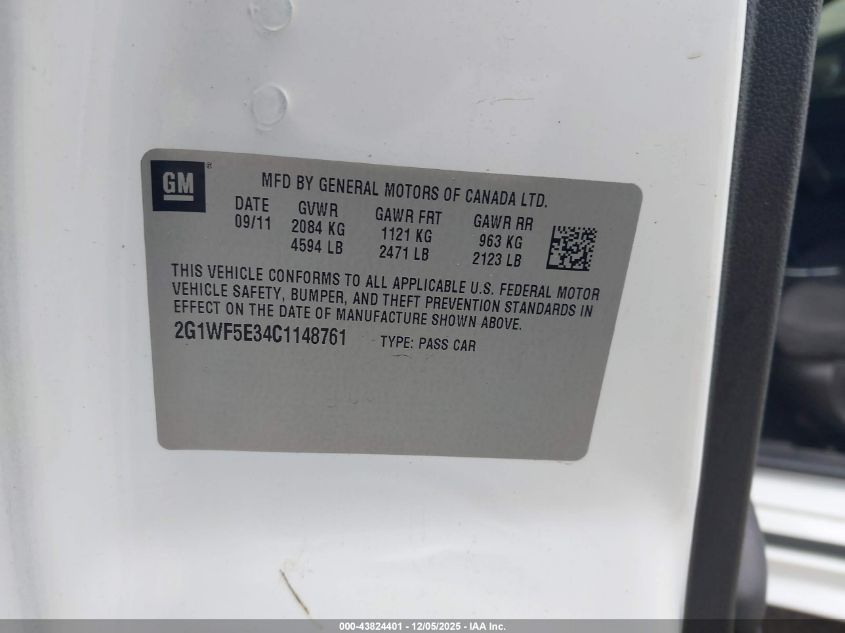 GM®
MFD BY GENERAL MOTORS OF CANADA LTD.
DATE GVWR GAWR FRT GAWR RR
09/11 2084 KG 1121 KG 963 KG
4594 LB 2471 LB 2123 LB
THIS VEHICLE CONFORMS TO ALL APPLICABLE U.S. FEDERAL MOTOR
VEHICLE SAFETY, BUMPER, AND THEFT PREVENTION STANDARDS IN
EFFECT ON THE DATE OF MANUFACTURE SHOWN ABOVE.
2G1WF5E34C1148761 TYPE: PASS CAR
000-43824401 - 12/05/2025 - IAA Inc.